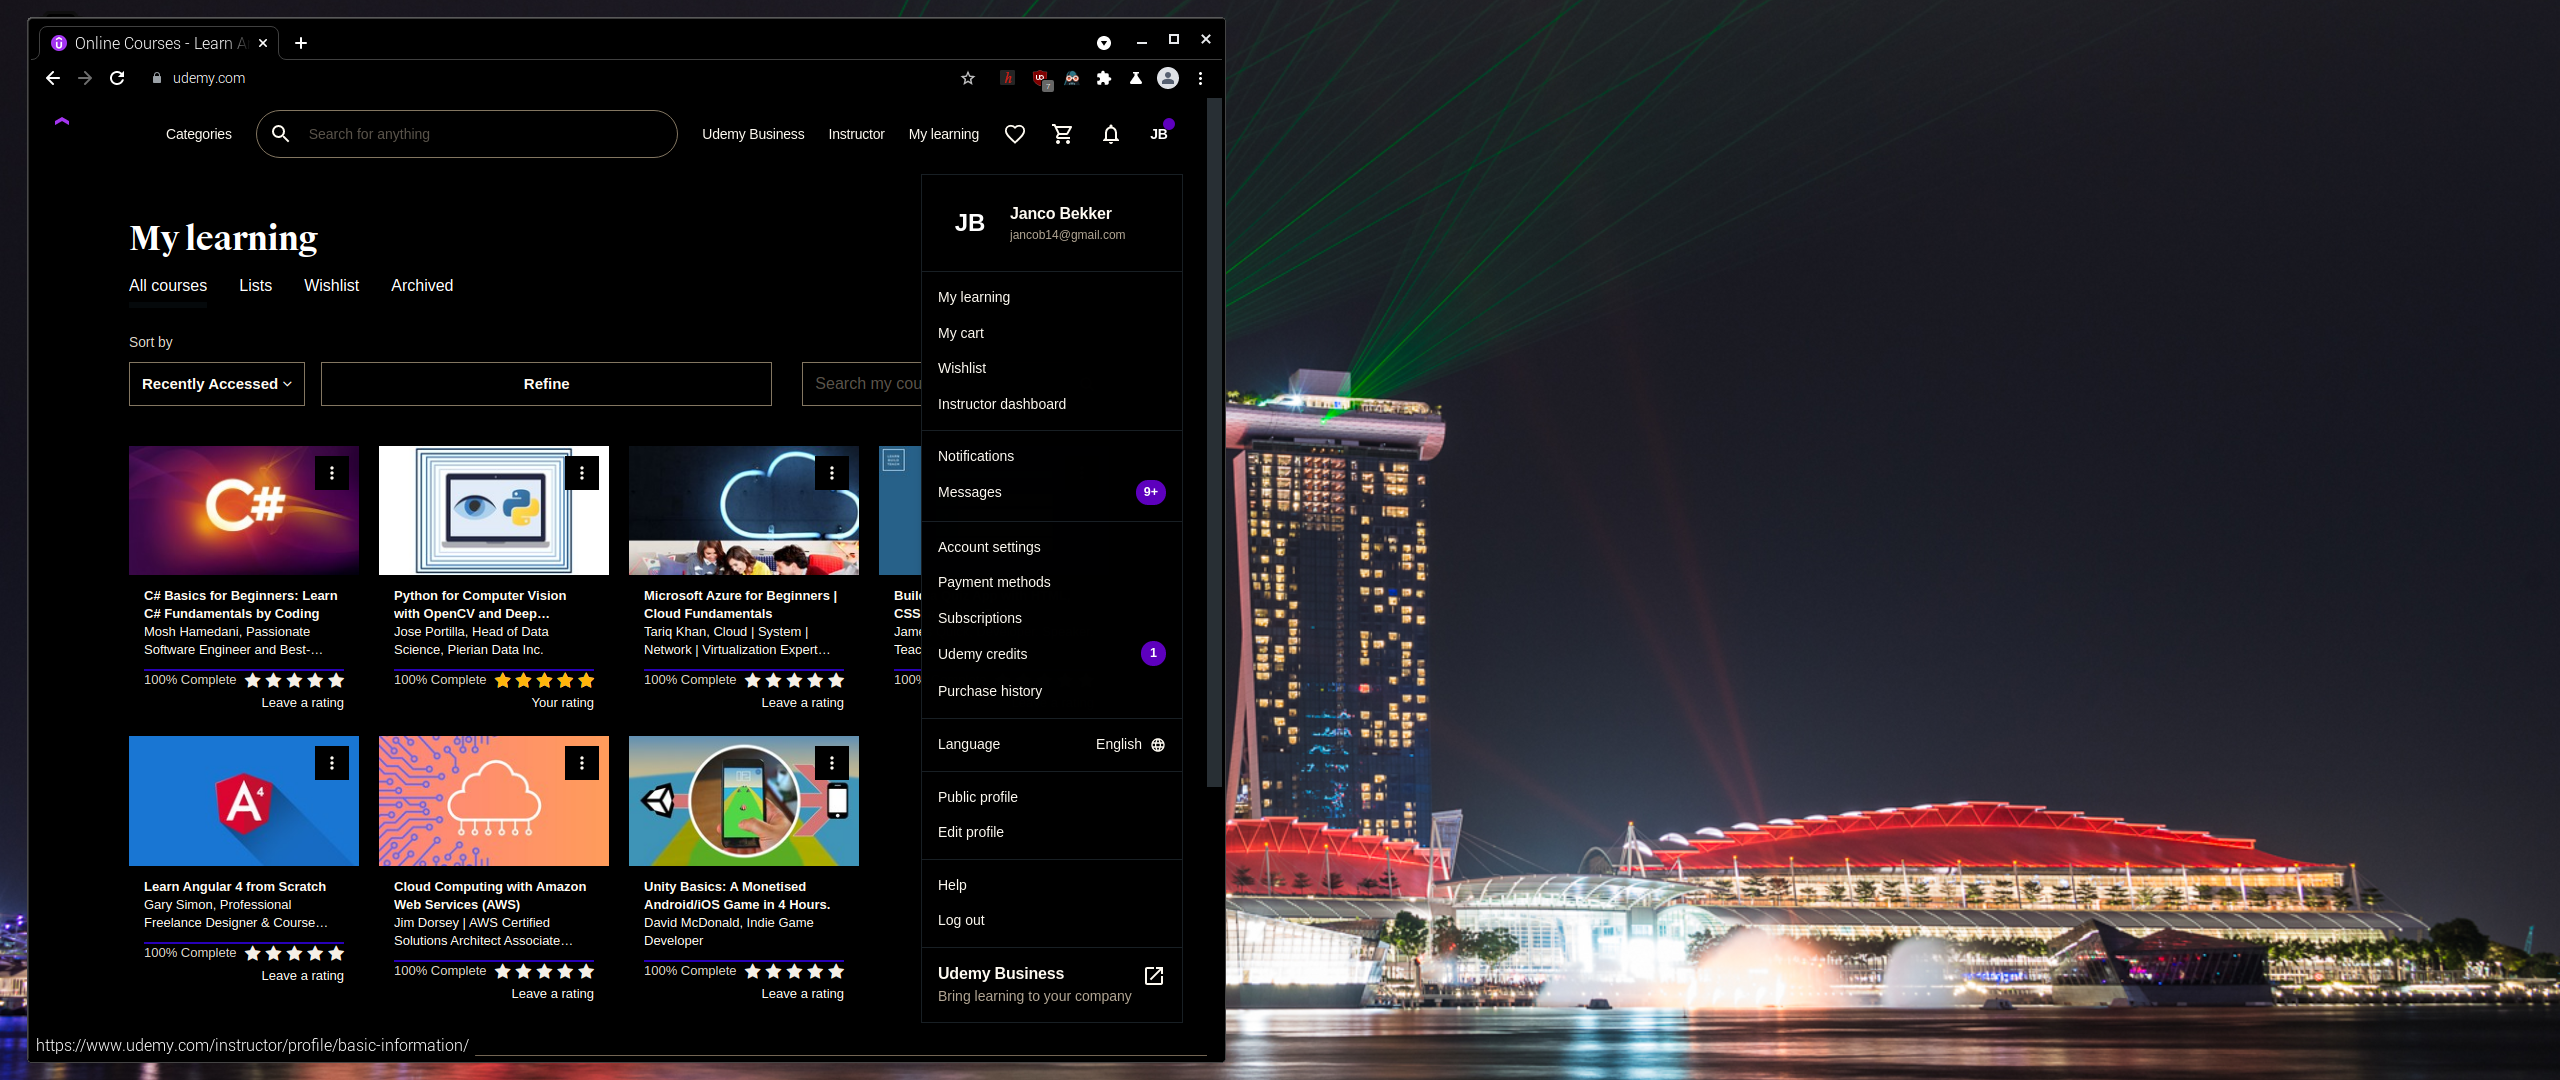 Online Courses - Learn A
udemy.com
7
Categories
Search for anything
Udemy Business
Instructor
My learning
JB
JB
Janco Bekker
jancob14@gmail.com
My learning
All courses
Lists
Wishlist
Archived
Sort by
Recently Accessed
Refine
Search my cou
C#
C# Basics for Beginners: Learn
C# Fundamentals by Coding
Mosh Hamedani, Passionate
Software Engineer and Best-…
100% Complete
Leave a rating
Python for Computer Vision
with OpenCV and Deep…
Jose Portilla, Head of Data
Science, Pierian Data Inc.
100% Complete
Your rating
Microsoft Azure for Beginners |
Cloud Fundamentals
Tariq Khan, Cloud | System |
Network | Virtualization Expert…
100% Complete
Leave a rating
Buil
CSS
Jame
Teac
100%
A4
Learn Angular 4 from Scratch
Gary Simon, Professional
Freelance Designer & Course…
100% Complete
Leave a rating
Cloud Computing with Amazon
Web Services (AWS)
Jim Dorsey | AWS Certified
Solutions Architect Associate…
100% Complete
Leave a rating
Unity Basics: A Monetised
Android/iOS Game in 4 Hours.
David McDonald, Indie Game
Developer
100% Complete
Leave a rating
My learning
My cart
Wishlist
Instructor dashboard
Notifications
Messages
9+
Account settings
Payment methods
Subscriptions
Udemy credits
1
Purchase history
Language
English
Public profile
Edit profile
Help
Log out
Udemy Business
Bring learning to your company
https://www.udemy.com/instructor/profile/basic-information/